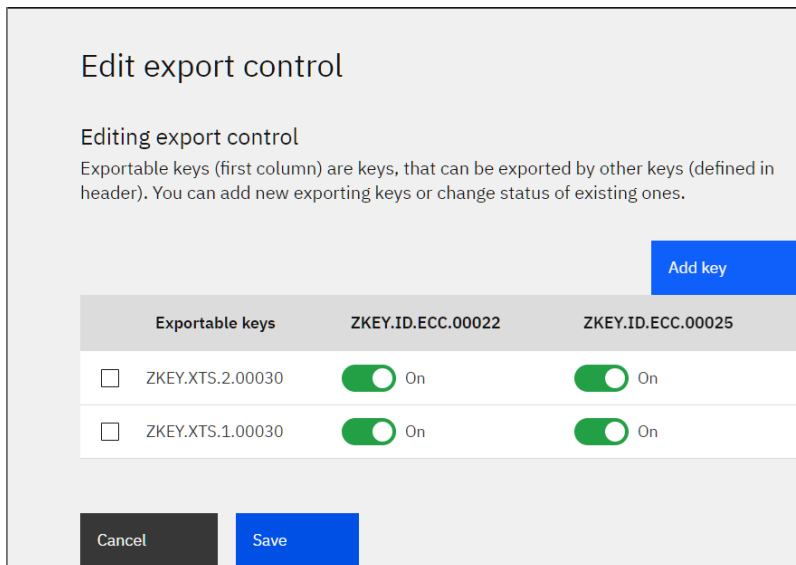 Edit export control
Editing export control
Exportable keys (first column) are keys, that can be exported by other keys (defined in
header). You can add new exporting keys or change status of existing ones.
Add key
Exportable keys ZKEY.ID.ECC.00022 ZKEY.ID.ECC.00025
ZKEY.XTS.2.00030 On On
ZKEY.XTS.1.00030 On On
Cancel Save